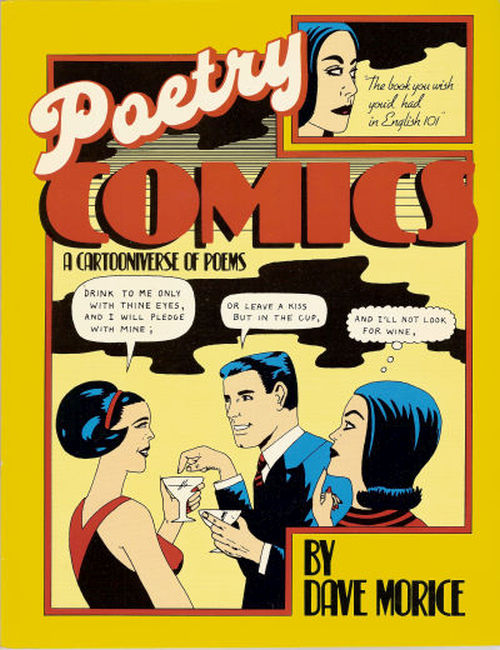 Poetry
COMICS
"The book you wish
you'd had
in English 101"
A CARTOONIVERSE OF POEMS
DRINK TO ME ONLY
WITH THINE EYES,
AND I WILL PLEDGE
WITH MINE;
OR LEAVE A KISS
BUT IN THE CUP,
AND I'LL NOT LOOK
FOR WINE,
BY
DAVE MORICE